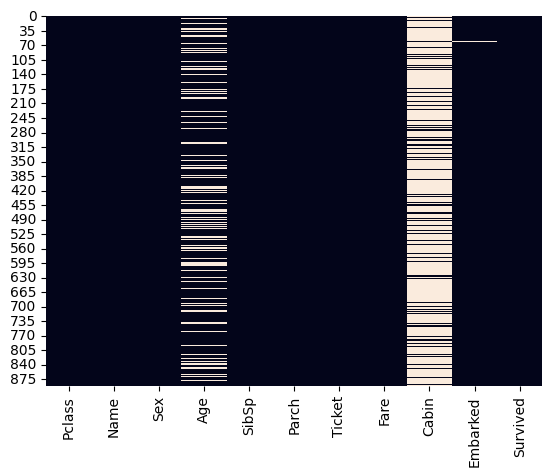 0
35
70
105
140
175
210
245
280
315
350
385
420
455
490
525
560
595
630
665
700
735
770
805
840
875
Pclass
Name
Sex
Age
SibSp
Parch
Ticket
Fare
Cabin
Embarked
Survived